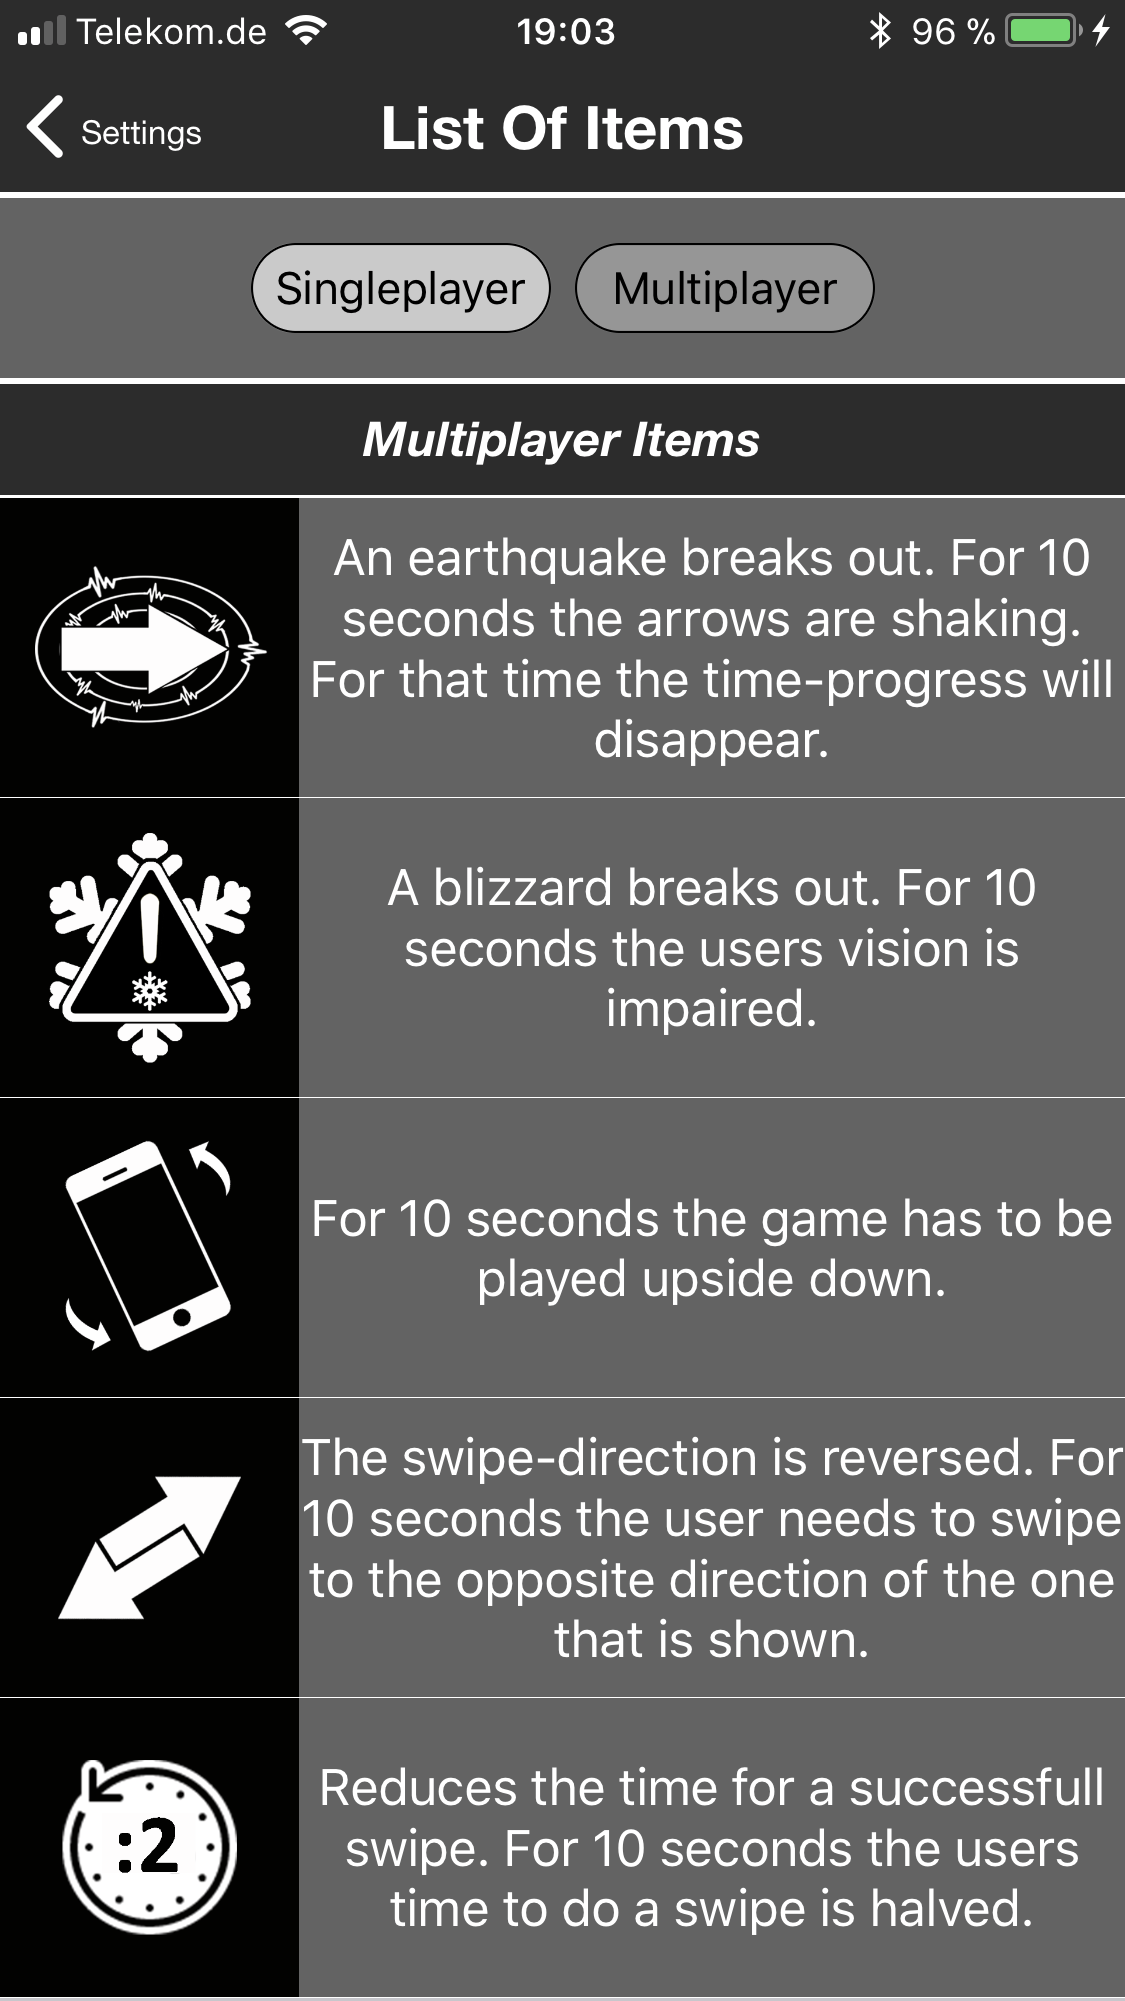 Telekom.de 19:03 96 %
Settings List Of Items
Singleplayer Multiplayer
Multiplayer Items
An earthquake breaks out. For 10
seconds the arrows are shaking.
For that time the time-progress will
disappear.
A blizzard breaks out. For 10
seconds the users vision is
impaired.
For 10 seconds the game has to be
played upside down.
The swipe-direction is reversed. For
10 seconds the user needs to swipe
to the opposite direction of the one
that is shown.
:2
Reduces the time for a successfull
swipe. For 10 seconds the users
time to do a swipe is halved.